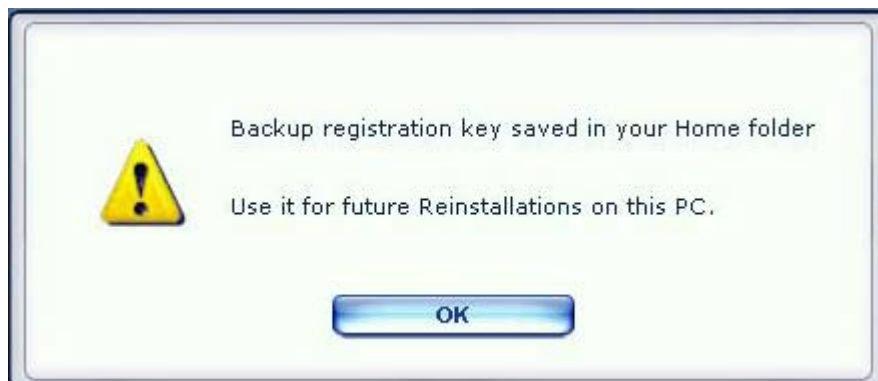 Backup registration key saved in your Home folder
Use it for future Reinstallations on this PC.
OK